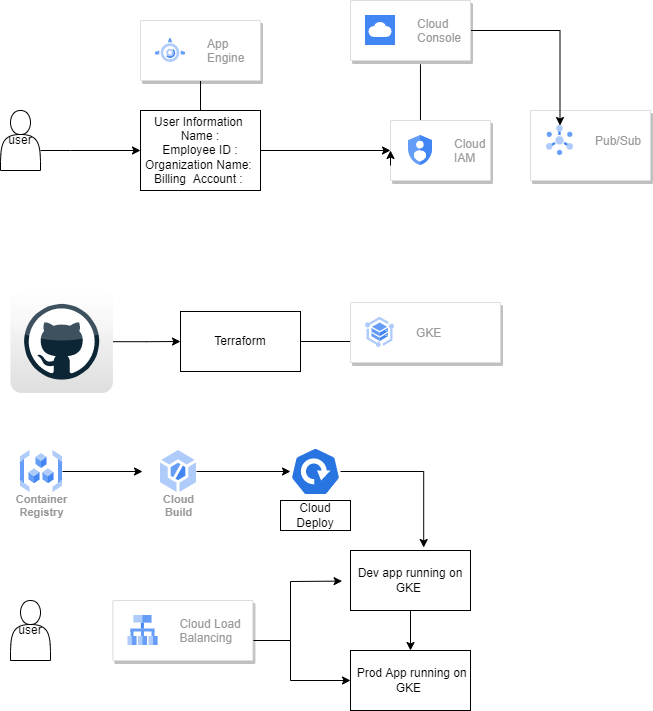 App
Engine
Cloud
Console
user
User Information
Name :
Employee ID :
Organization Name:
Billing Account :
Cloud
IAM
Pub/Sub
Terraform
GKE
Container
Registry
Cloud
Build
Cloud
Deploy
Dev app running on
GKE
user
Cloud Load
Balancing
Prod App running on
GKE